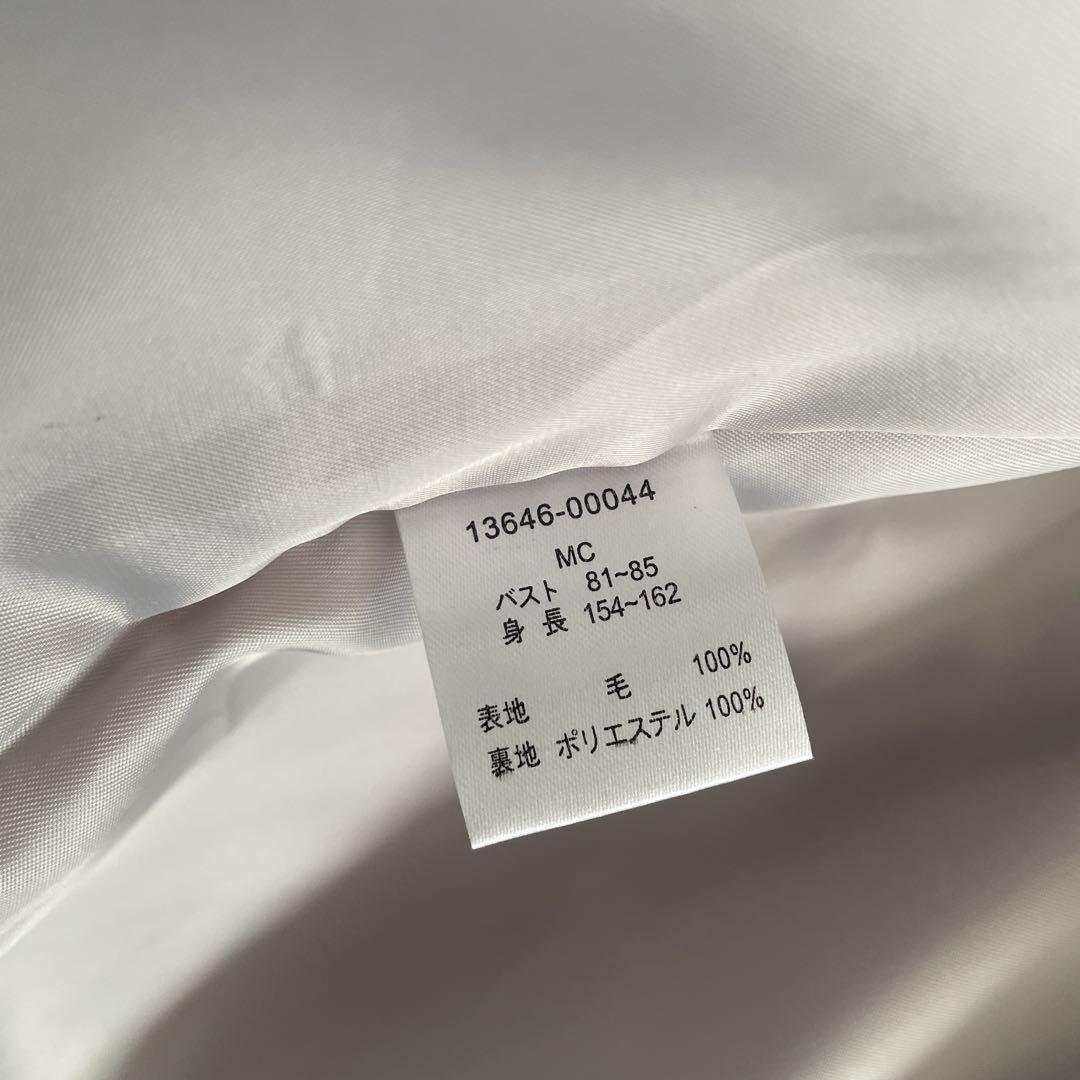 13646-00044
MC
バスト 81~85
身長 154~162
表地 毛 100%
裏地 ポリエステル 100%